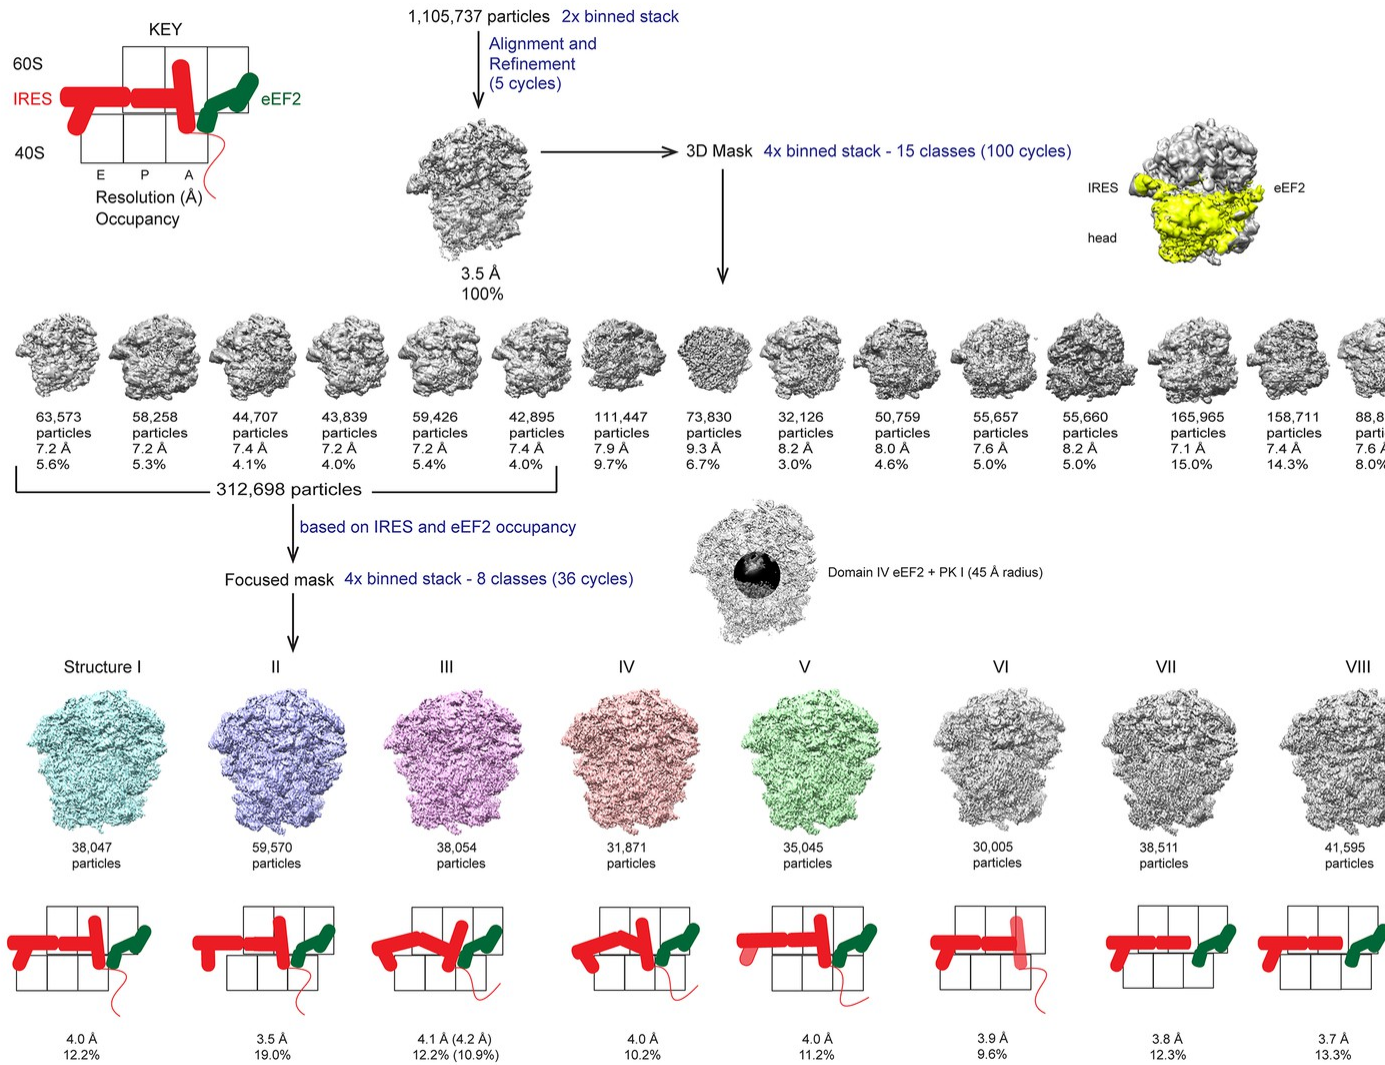 KEY
60S
IRES
eEF2
40S
E P A
Resolution (Å)
Occupancy
1,105,737 particles 2x binned stack
Alignment and
Refinement
(5 cycles)
3.5 Å
100%
3D Mask 4x binned stack - 15 classes (100 cycles)
IRES
eEF2
head
63,573 58,258 44,707 43,839 59,426 42,895 111,447 73,830 32,126 50,759 55,657 55,660 165,965 158,711 88,8
particles particles particles particles particles particles particles particles particles particles particles particles particles particles parti
7.2 Å 7.2 Å 7.4 Å 7.2 Å 7.2 Å 7.4 Å 7.9 Å 9.3 Å 8.2 Å 8.0 Å 7.6 Å 8.2 Å 7.1 Å 7.4 Å 7.6 Å
5.6% 5.3% 4.1% 4.0% 5.4% 4.0% 9.7% 6.7% 3.0% 4.6% 5.0% 5.0% 15.0% 14.3% 8.0%
312,698 particles
based on IRES and eEF2 occupancy
Focused mask 4x binned stack - 8 classes (36 cycles)
Domain IV eEF2 + PK I (45 Å radius)
Structure I II III IV V VI VII VIII
38,047 59,570 38,054 31,871 35,045 30,005 38,511 41,595
particles particles particles particles particles particles particles particles
4.0 Å 3.5 Å 4.1 Å (4.2 Å) 4.0 Å 4.0 Å 3.9 Å 3.8 Å 3.7 Å
12.2% 19.0% 12.2% (10.9%) 10.2% 11.2% 9.6% 12.3% 13.3%